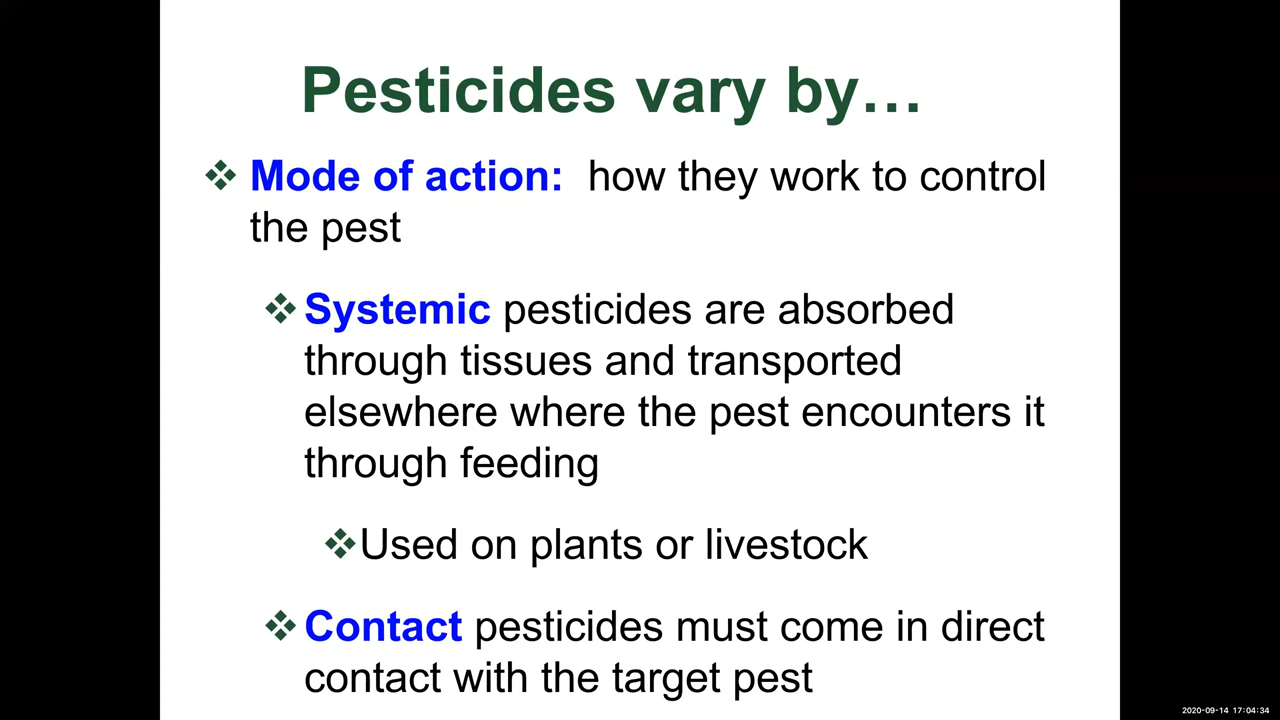 Pesticides vary by…
❖ Mode of action: how they work to control
the pest
❖ Systemic pesticides are absorbed
through tissues and transported
elsewhere where the pest encounters it
through feeding
❖ Used on plants or livestock
❖ Contact pesticides must come in direct
contact with the target pest
2020-09-14 17:04:34